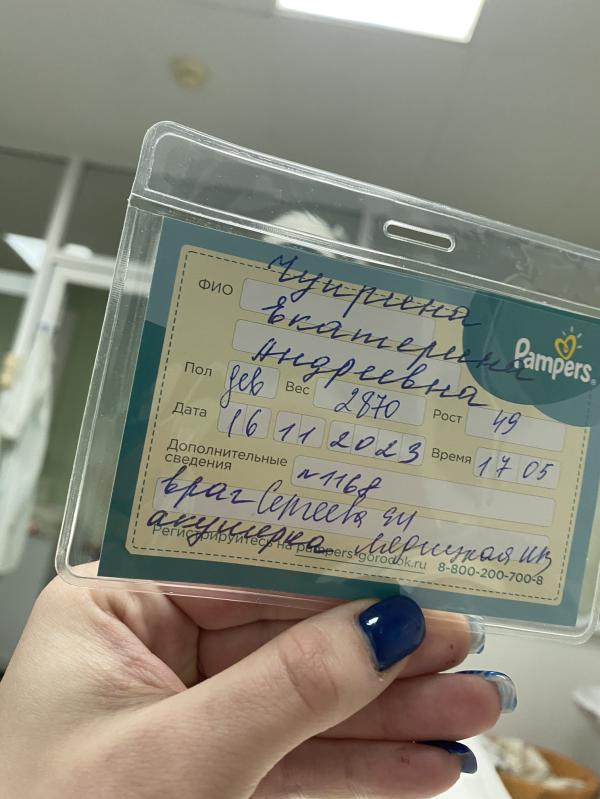 ФИО Чуприна
Екатерина
Андреевна
Pampers
Пол дев Вес 2870 Рост 49
Дата 16 11 2023 Время 17 05
Дополнительные
сведения
№1168
врач Сергеева
акушерка
Регистрируйтесь на pampers-gorodok.ru 8-800-200-700-8